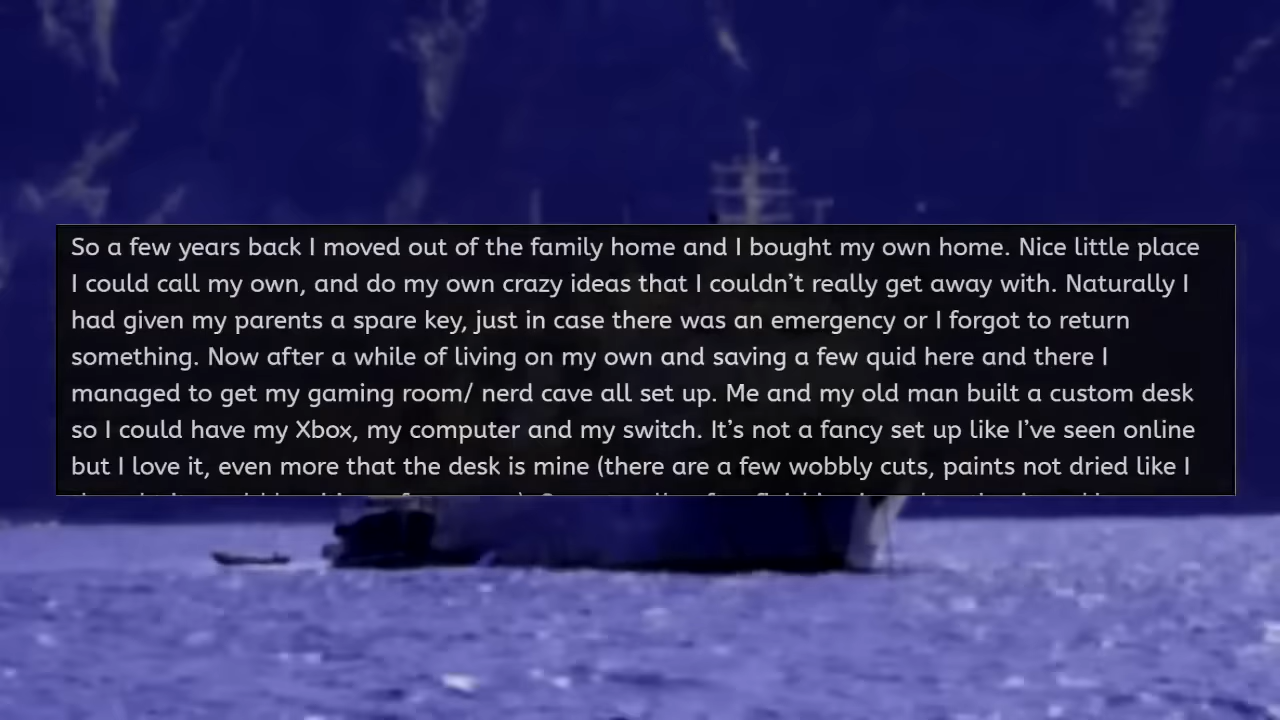 So a few years back I moved out of the family home and I bought my own home. Nice little place
I could call my own, and do my own crazy ideas that I couldn’t really get away with. Naturally I
had given my parents a spare key, just in case there was an emergency or I forgot to return
something. Now after a while of living on my own and saving a few quid here and there I
managed to get my gaming room/ nerd cave all set up. Me and my old man built a custom desk
so I could have my Xbox, my computer and my switch. It’s not a fancy set up like I’ve seen online
but I love it, even more that the desk is mine (there are a few wobbly cuts, paints not dried like I